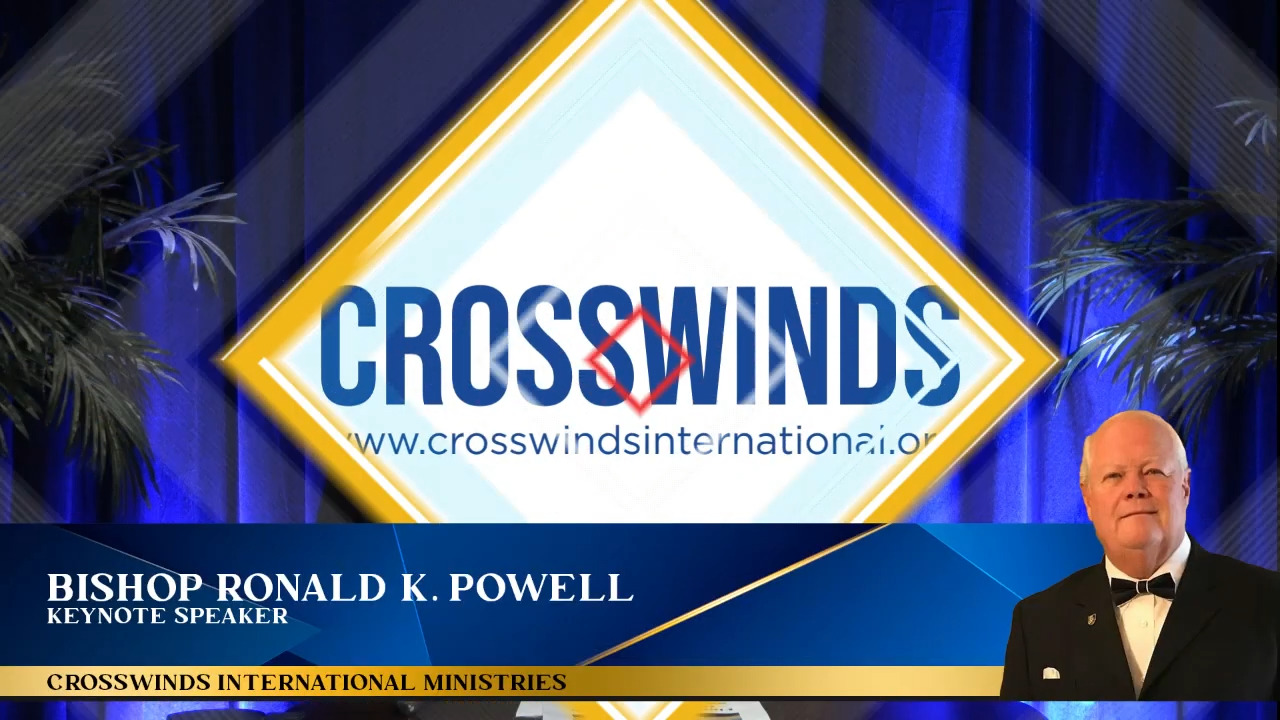 CROSSWINDS
www.crosswindsinternational.or
BISHOP RONALD K. POWELL
KEYNOTE SPEAKER
CROSSWINDS INTERNATIONAL MINISTRIES